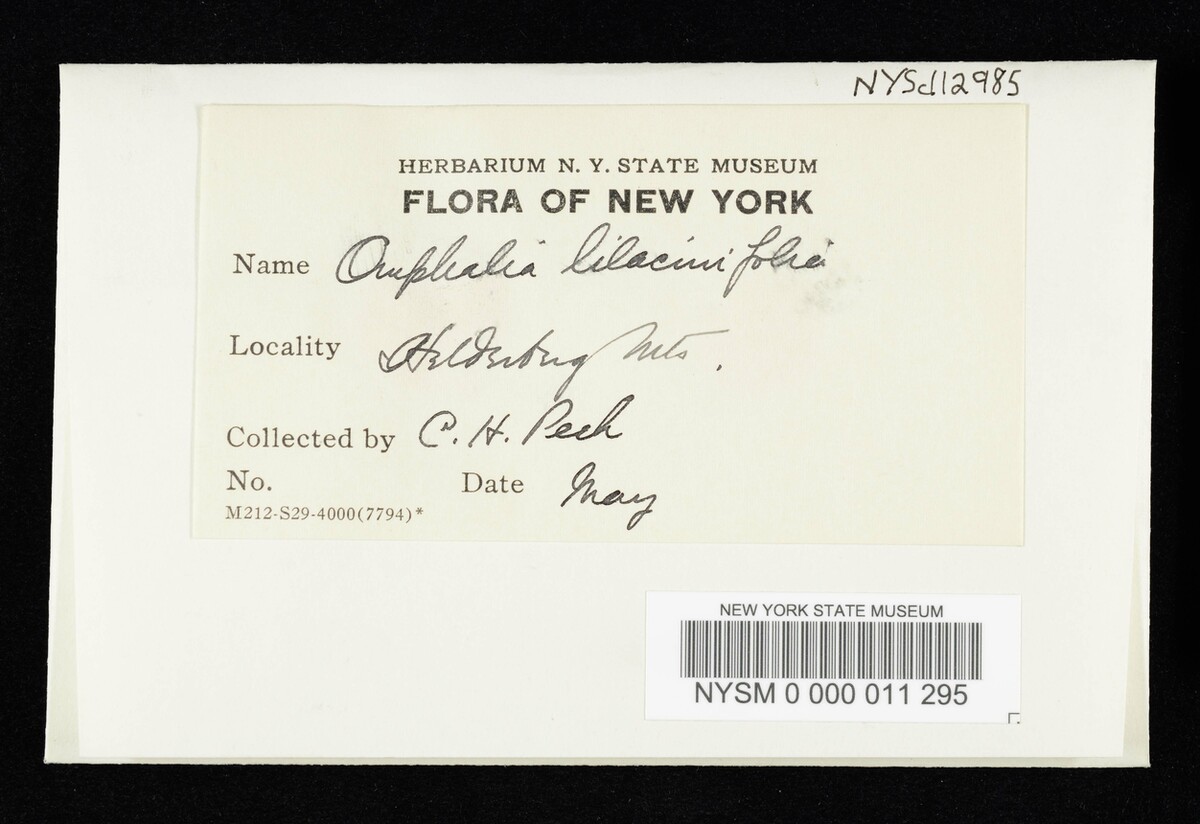 NYSd12985
HERBARIUM N. Y. STATE MUSEUM
FLORA OF NEW YORK
Name Omphalia lilacinifolia
Locality Helderberg Mts.
Collected by C. H. Peck
No. Date May
M212-S29-4000(7794)*
NEW YORK STATE MUSEUM
NYSM 0 000 011 295